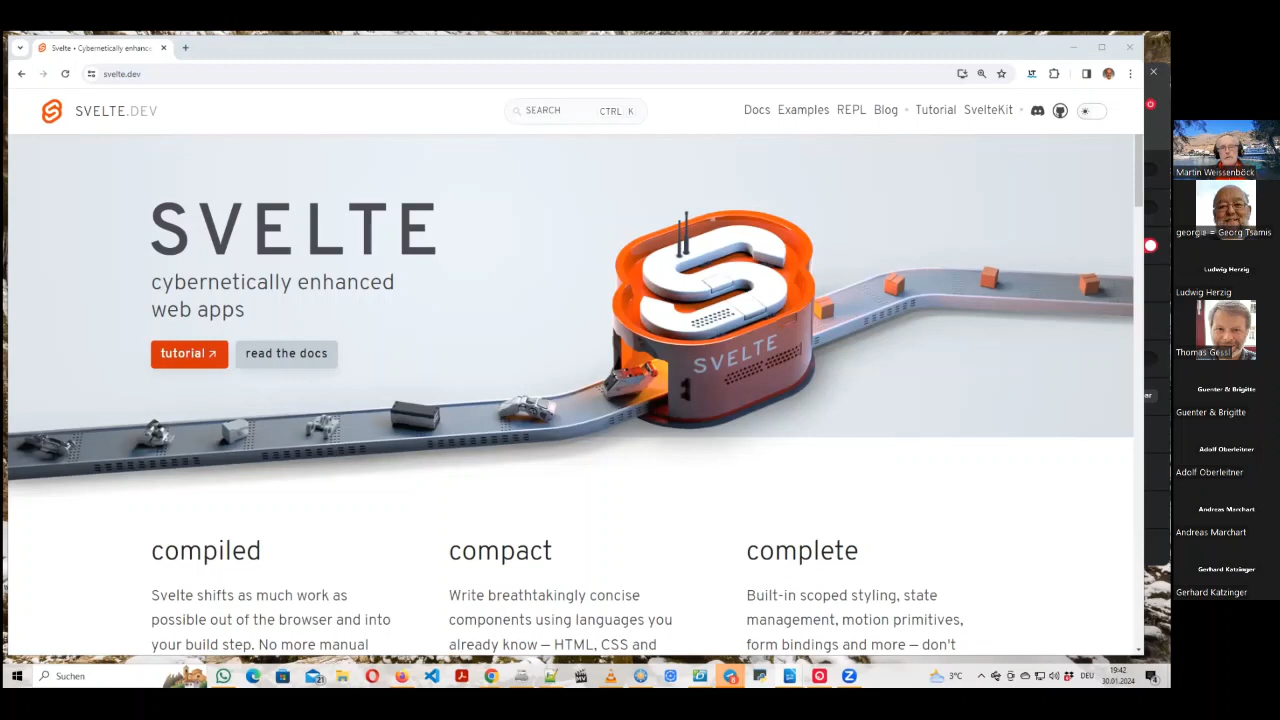 Svelte • Cybernetically enhance
svelte.dev
SVELTE.DEV
SEARCH
CTRL K
Docs Examples REPL Blog • Tutorial SvelteKit •
SVELTE
cybernetically enhanced
web apps
tutorial ↗
read the docs
SVELTE
compiled
Svelte shifts as much work as
possible out of the browser and into
your build step. No more manual
compact
Write breathtakingly concise
components using languages you
already know — HTML, CSS and
complete
Built-in scoped styling, state
management, motion primitives,
form bindings and more — don't
Martin Weissenböck
georgie = Georg Tsamis
Ludwig Herzig
Ludwig Herzig
Thomas Gessl
Guenter & Brigitte
Guenter & Brigitte
Adolf Oberleitner
Adolf Oberleitner
Andreas Marchart
Andreas Marchart
Gerhard Katzinger
Gerhard Katzinger
Suchen
3°C
DEU
19:42
30.01.2024